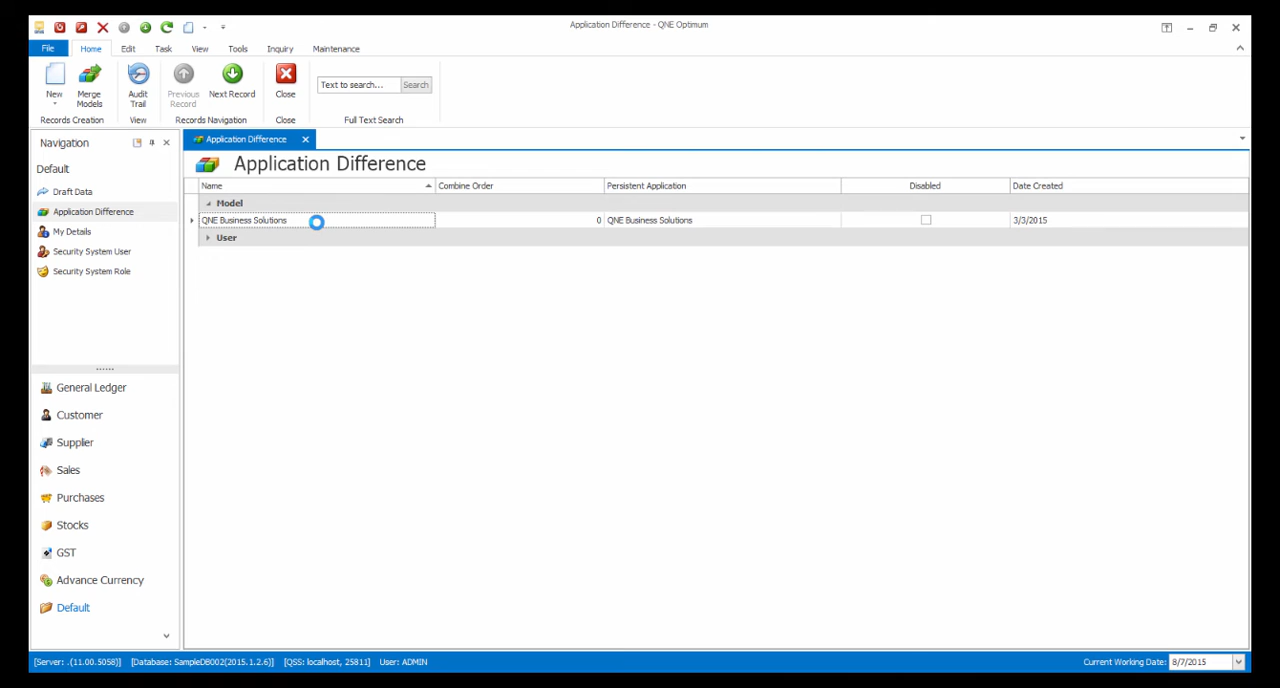 Application Difference - QNE Optimum
File Home Edit Task View Tools Inquiry Maintenance
New
Merge Models
Audit Trail
Previous Record
Next Record
Close
Text to search... Search
Records Creation View Records Navigation Close Full Text Search
Navigation
Default
Draft Data
Application Difference
My Details
Security System User
Security System Role
General Ledger
Customer
Supplier
Sales
Purchases
Stocks
GST
Advance Currency
Default
Application Difference
Application Difference
Name Combine Order Persistent Application Disabled Date Created
Model
QNE Business Solutions 0 QNE Business Solutions 3/3/2015
User
[Server: .(11.00.5058)] [Database: SampleDB002(2015.1.2.6)] [QSS: localhost, 25811] User: ADMIN Current Working Date: 8/7/2015